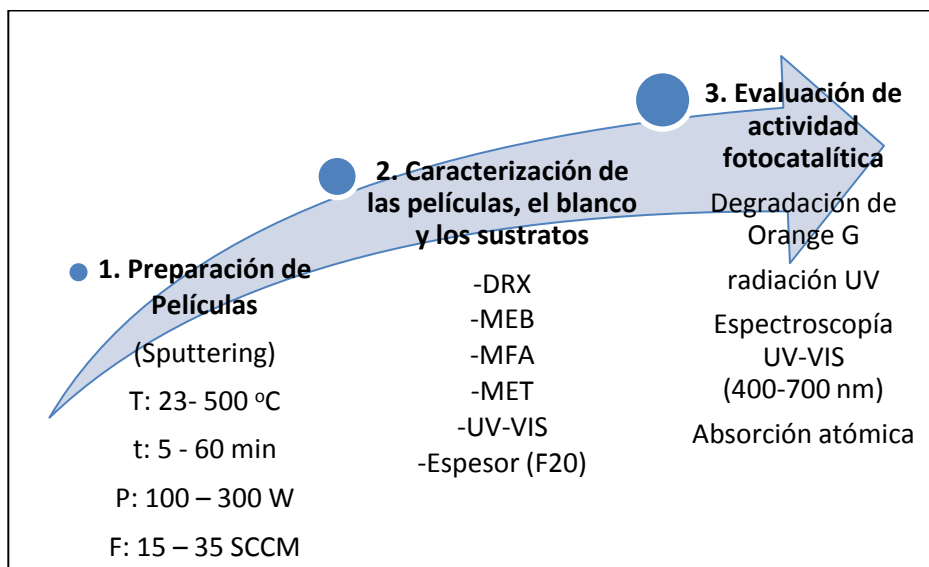 1. Preparación de
Películas
(Sputtering)
T: 23- 500 ºC
t: 5 - 60 min
P: 100 – 300 W
F: 15 – 35 SCCM
2. Caracterización de
las películas, el blanco
y los sustratos
-DRX
-MEB
-MFA
-MET
-UV-VIS
-Espesor (F20)
3. Evaluación de
actividad
fotocatalítica
Degradación de
Orange G
radiación UV
Espectroscopía
UV-VIS
(400-700 nm)
Absorción atómica